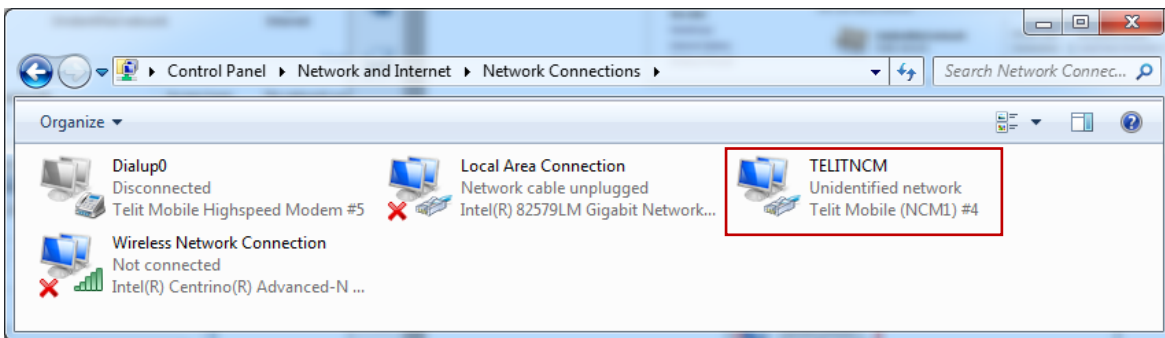 Control Panel ▸ Network and Internet ▸ Network Connections ▸
Search Network Connec...
Organize
Dialup0
Disconnected
Telit Mobile Highspeed Modem #5
Local Area Connection
Network cable unplugged
Intel(R) 82579LM Gigabit Network...
TELITNCM
Unidentified network
Telit Mobile (NCM1) #4
Wireless Network Connection
Not connected
Intel(R) Centrino(R) Advanced-N ...